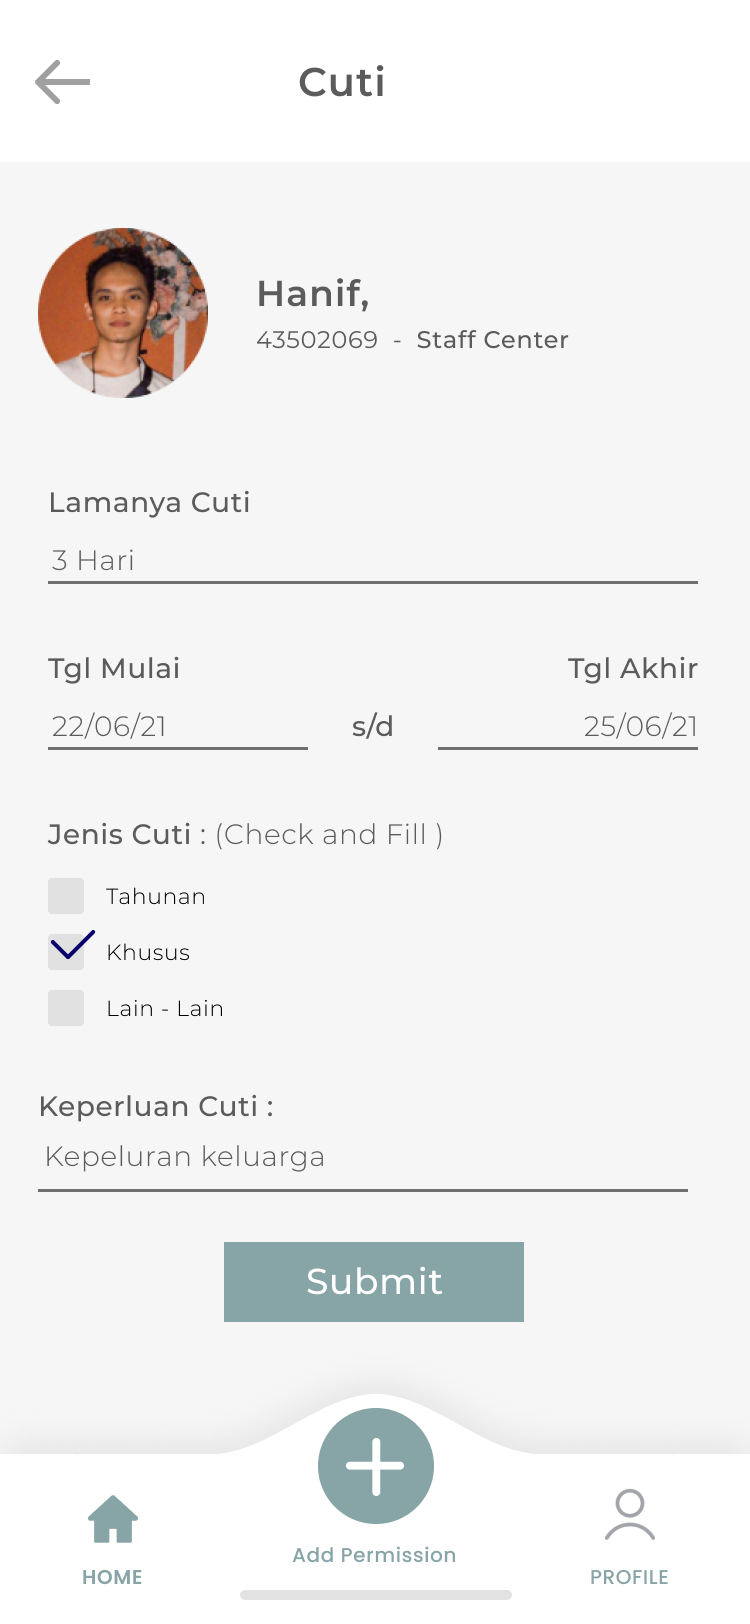 Cuti
Hanif,
43502069 - Staff Center
Lamanya Cuti
3 Hari
Tgl Mulai Tgl Akhir
22/06/21 s/d 25/06/21
Jenis Cuti : (Check and Fill )
Tahunan
Khusus
Lain - Lain
Keperluan Cuti :
Kepeluran keluarga
Submit
Add Permission
HOME PROFILE